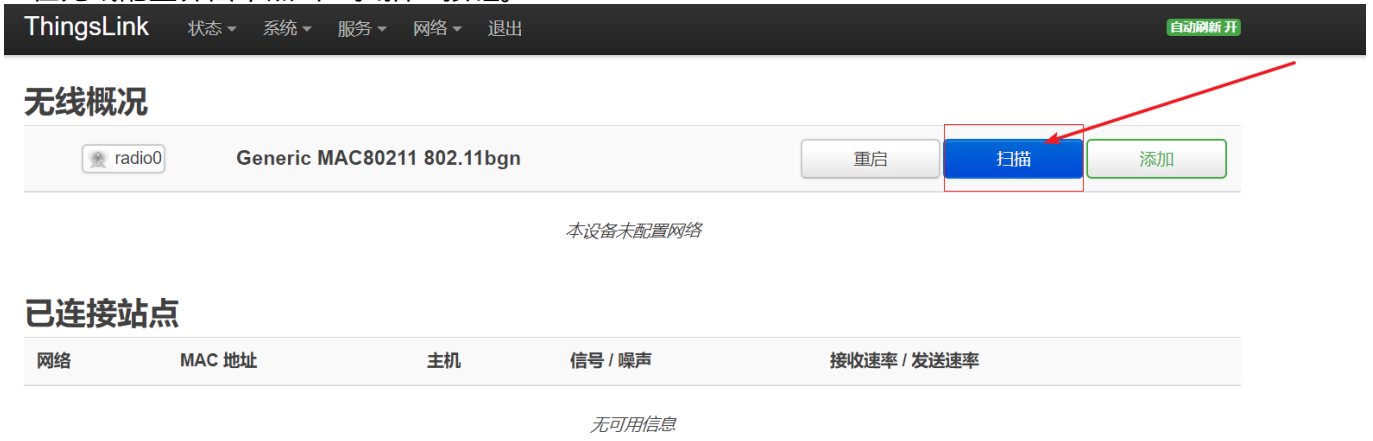 ThingsLink 状态 系统 服务 网络 退出 自动刷新 开
无线概况
radio0 Generic MAC80211 802.11bgn 重启 扫描 添加
本设备未配置网络
已连接站点
网络 MAC 地址 主机 信号 / 噪声 接收速率 / 发送速率
无可用信息